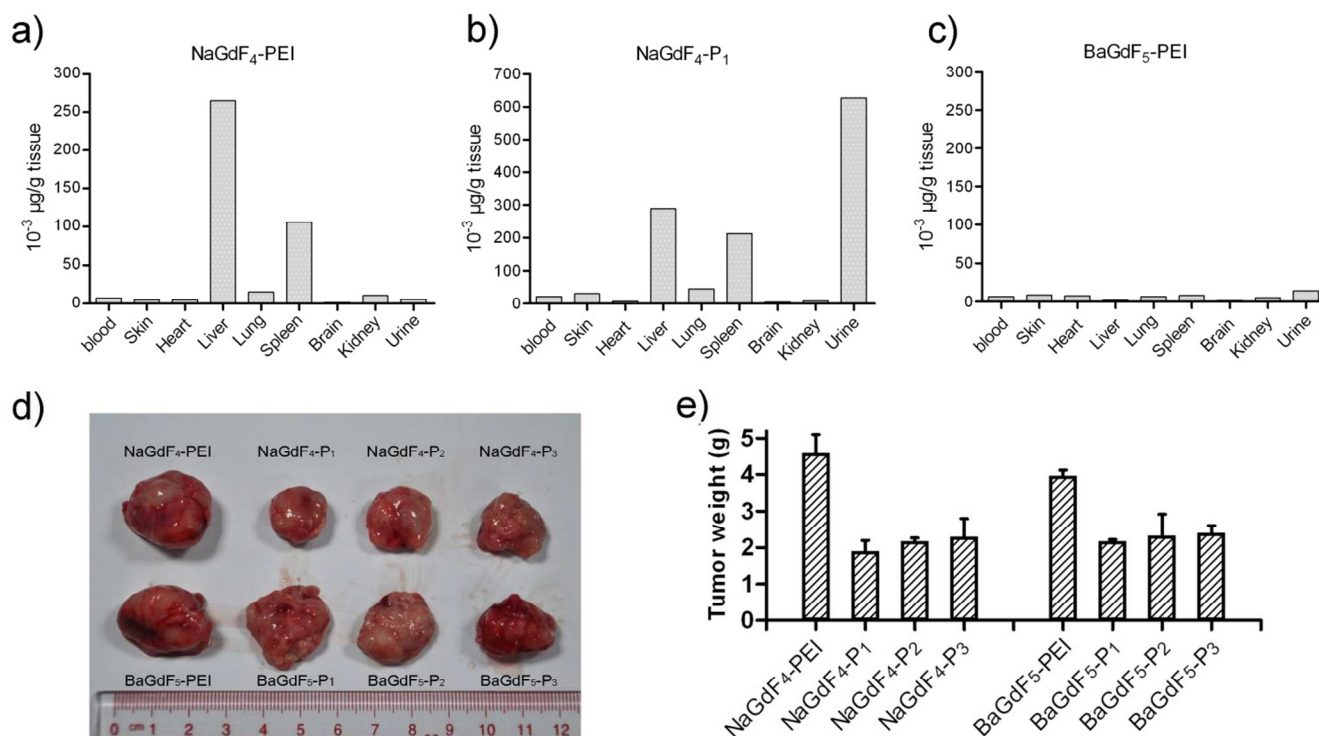 a)
NaGdF₄-PEI
10⁻³ µg/g tissue
300
250
200
150
100
50
0
blood
Skin
Heart
Liver
Lung
Spleen
Brain
Kidney
Urine
b)
NaGdF₄-P₁
10⁻³ µg/g tissue
700
600
500
400
300
200
100
0
blood
Skin
Heart
Liver
Lung
Spleen
Brain
Kidney
Urine
c)
BaGdF₅-PEI
10⁻³ µg/g tissue
300
250
200
150
100
50
0
blood
Skin
Heart
Liver
Lung
Spleen
Brain
Kidney
Urine
d)
NaGdF₄-PEI NaGdF₄-P₁ NaGdF₄-P₂ NaGdF₄-P₃
BaGdF₅-PEI BaGdF₅-P₁ BaGdF₅-P₂ BaGdF₅-P₃
0 cm 1 2 3 4 5 6 7 8 9 10 11 12
e)
Tumor weight (g)
5
4
3
2
1
0
NaGdF₄-PEI
NaGdF₄-P₁
NaGdF₄-P₂
NaGdF₄-P₃
BaGdF₅-PEI
BaGdF₅-P₁
BaGdF₅-P₂
BaGdF₅-P₃